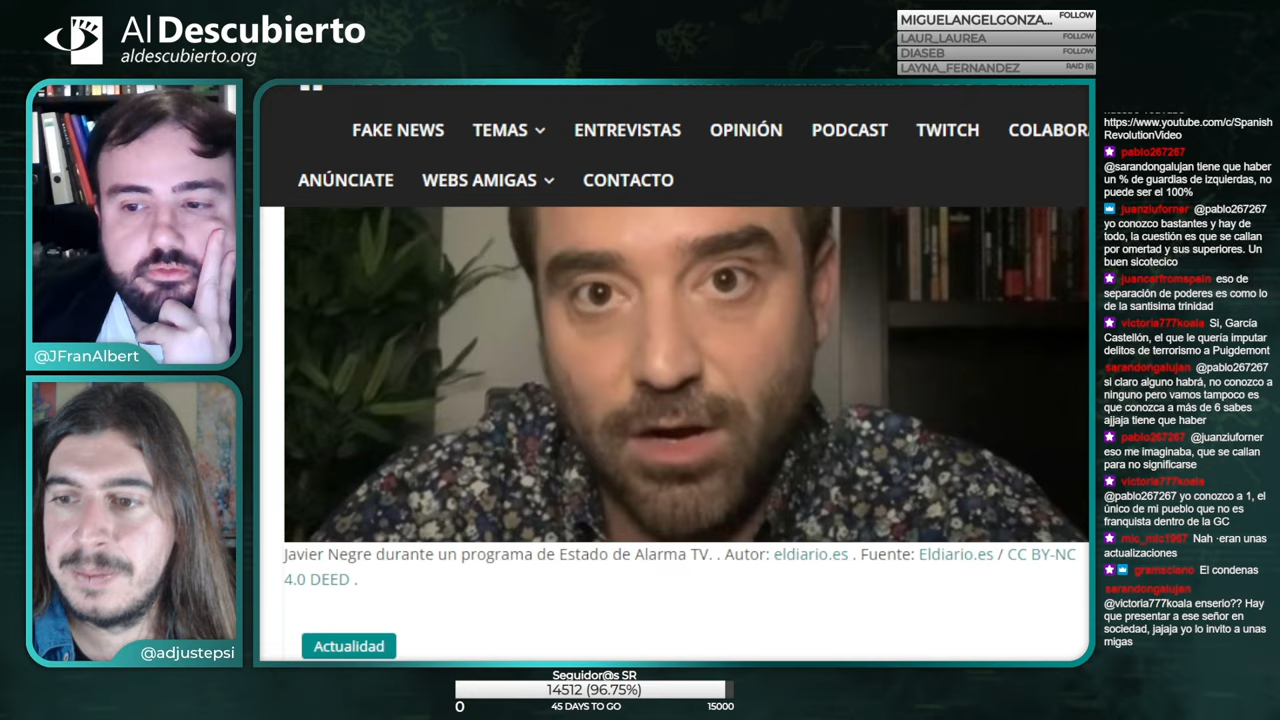 Al Descubierto
aldescubierto.org
MIGUELANGELGONZA... FOLLOW
LAUR_LAUREA FOLLOW
DIASEB FOLLOW
LAYNA_FERNANDEZ RAID (6)
FAKE NEWS TEMAS ENTREVISTAS OPINIÓN PODCAST TWITCH COLABORA
ANÚNCIATE WEBS AMIGAS CONTACTO
@JFranAlbert
@adjustepsi
Javier Negre durante un programa de Estado de Alarma TV. . Autor: eldiario.es . Fuente: Eldiario.es / CC BY-NC
4.0 DEED .
Actualidad
https://www.youtube.com/c/Spanish
RevolutionVideo
pablo267267
@sarandongalujan tiene que haber
un % de guardias de izquierdas, no
puede ser el 100%
juanziuforner @pablo267267
yo conozco bastantes y hay de
todo, la cuestión es que se callan
por omertad y sus superiores. Un
buen sicotecico
juancarfromspain eso de
separación de poderes es como lo
de la santisima trinidad
victoria777koala Si, García
Castellón, el que le quería imputar
delitos de terrorismo a Puigdemont
sarandongalujan @pablo267267
si claro alguno habrá, no conozco a
ninguno pero vamos tampoco es
que conozca a más de 6 sabes
ajjaja tiene que haber
pablo267267 @juanziuforner
eso me imaginaba, que se callan
para no significarse
victoria777koala
@pablo267267 yo conozco a 1, el
único de mi pueblo que no es
franquista dentro de la GC
mic_mic1967 Nah -eran unas
actualizaciones
gramsciano El condenas
sarandongalujan
@victoria777koala enserio?? Hay
que presentar a ese señor en
sociedad, jajaja yo lo invito a unas
migas
Seguidor@s SR
14512 (96.75%)
0 45 DAYS TO GO 15000